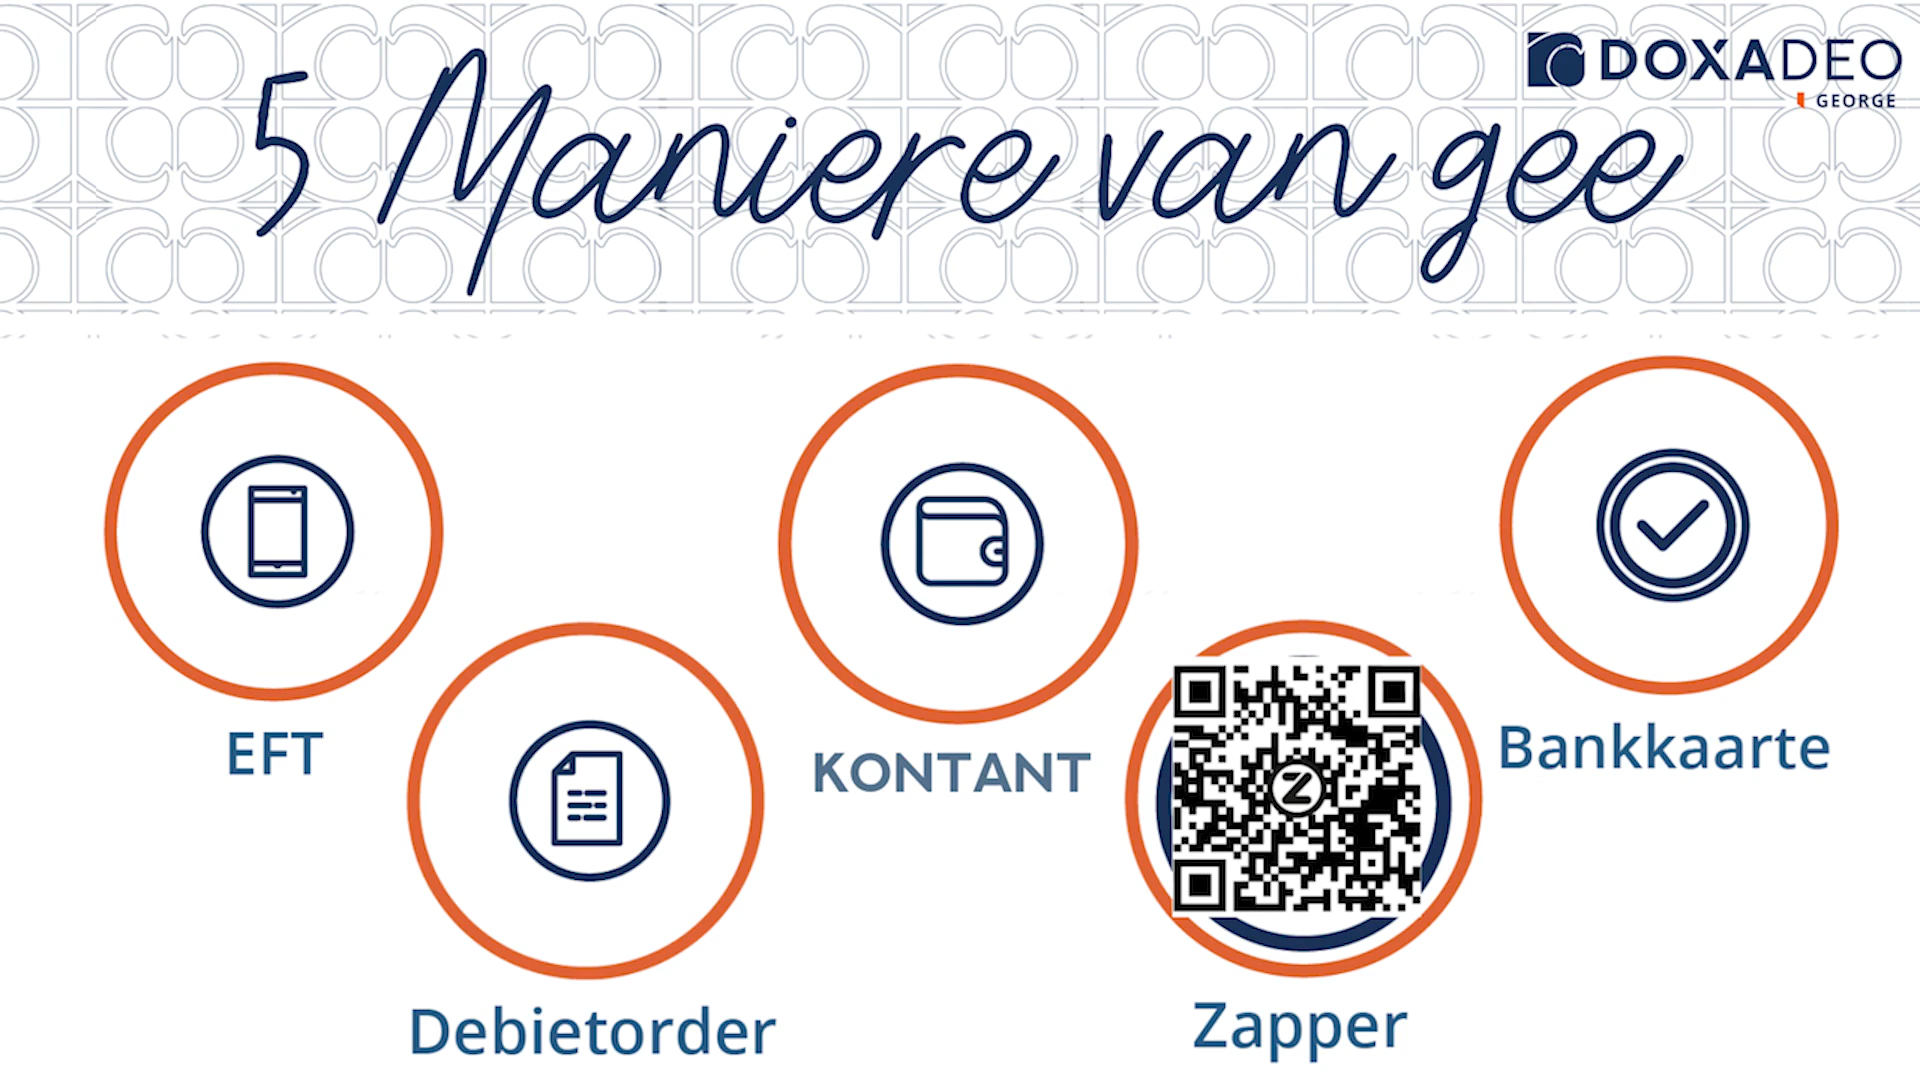 DOXADEO
GEORGE
5 Maniere van gee
EFT
Debietorder
KONTANT
Zapper
Bankkaarte